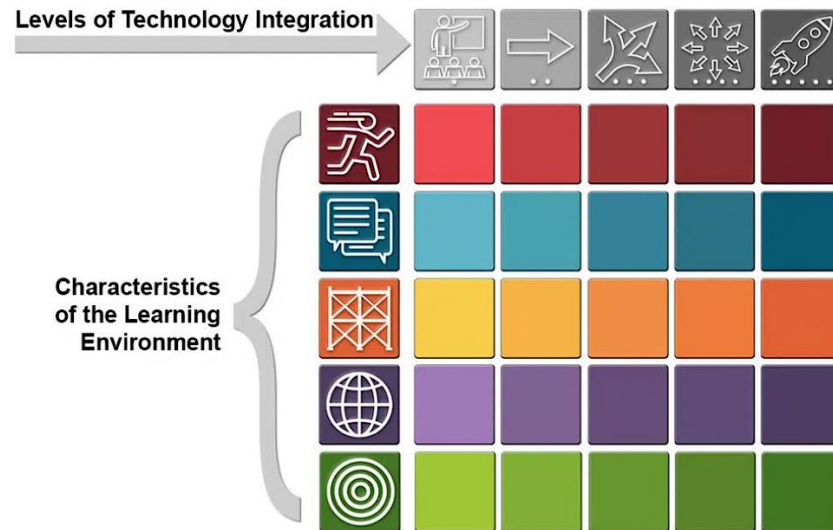 Levels of Technology Integration
Characteristics
of the Learning
Environment